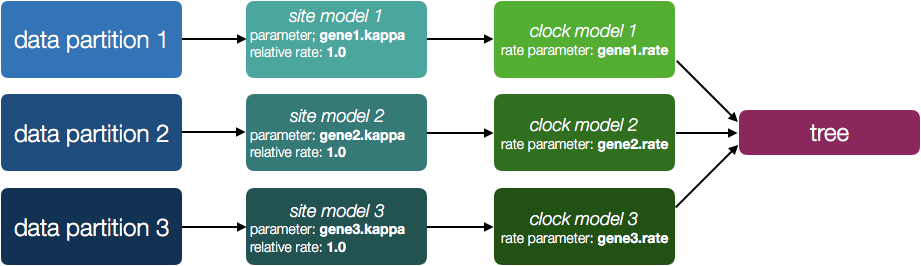 data partition 1
site model 1
parameter; gene1.kappa
relative rate: 1.0
clock model 1
rate parameter: gene1.rate
data partition 2
site model 2
parameter: gene2.kappa
relative rate: 1.0
clock model 2
rate parameter: gene2.rate
tree
data partition 3
site model 3
parameter: gene3.kappa
relative rate: 1.0
clock model 3
rate parameter: gene3.rate